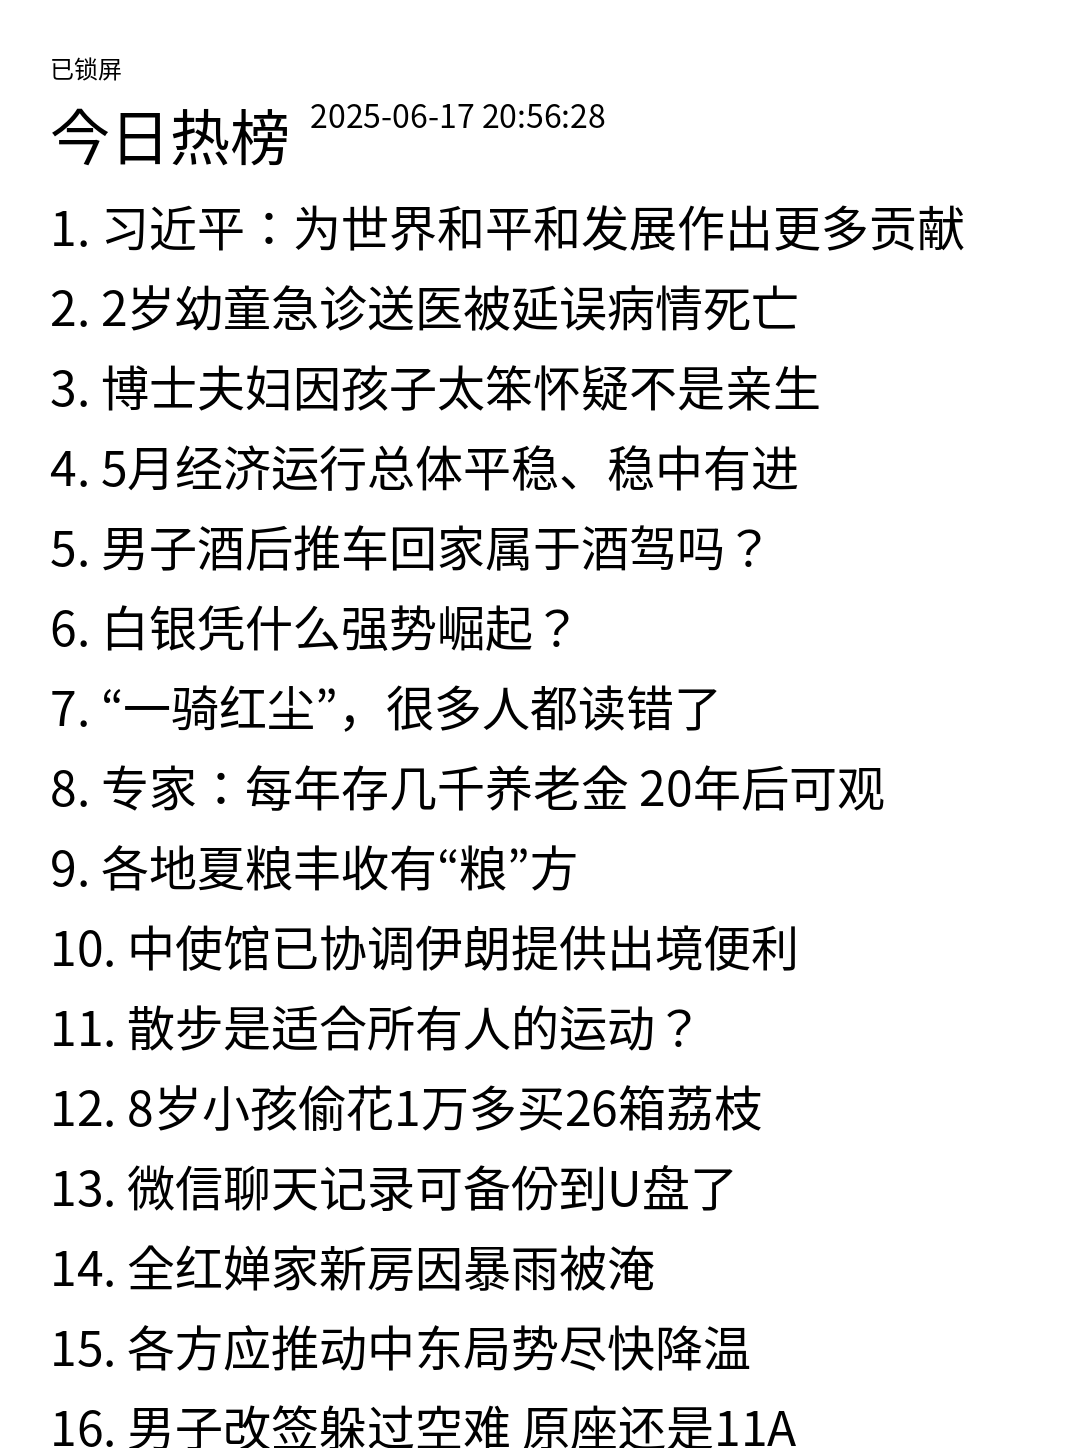 已锁屏
今日热榜 2025-06-17 20:56:28
1. 习近平：为世界和平和发展作出更多贡献
2. 2岁幼童急诊送医被延误病情死亡
3. 博士夫妇因孩子太笨怀疑不是亲生
4. 5月经济运行总体平稳、稳中有进
5. 男子酒后推车回家属于酒驾吗？
6. 白银凭什么强势崛起？
7. “一骑红尘”，很多人都读错了
8. 专家：每年存几千养老金 20年后可观
9. 各地夏粮丰收有“粮”方
10. 中使馆已协调伊朗提供出境便利
11. 散步是适合所有人的运动？
12. 8岁小孩偷花1万多买26箱荔枝
13. 微信聊天记录可备份到U盘了
14. 全红婵家新房因暴雨被淹
15. 各方应推动中东局势尽快降温
16. 男子改签躲过空难 原座还是11A